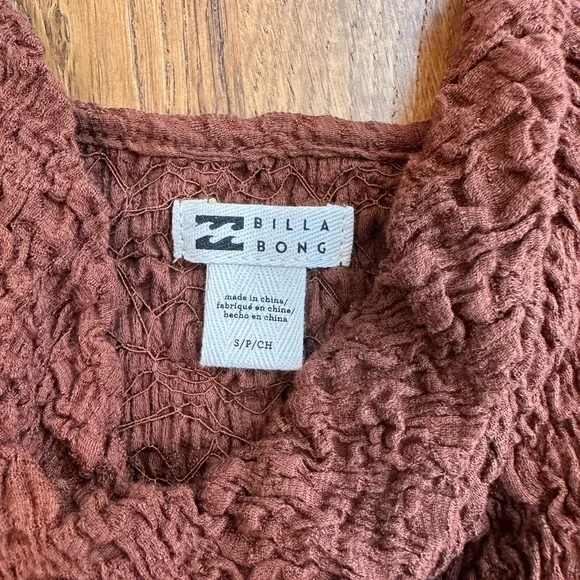 BILLA
BONG
made in china/
fabriqué en chine/
hecho en china
S/P/CH